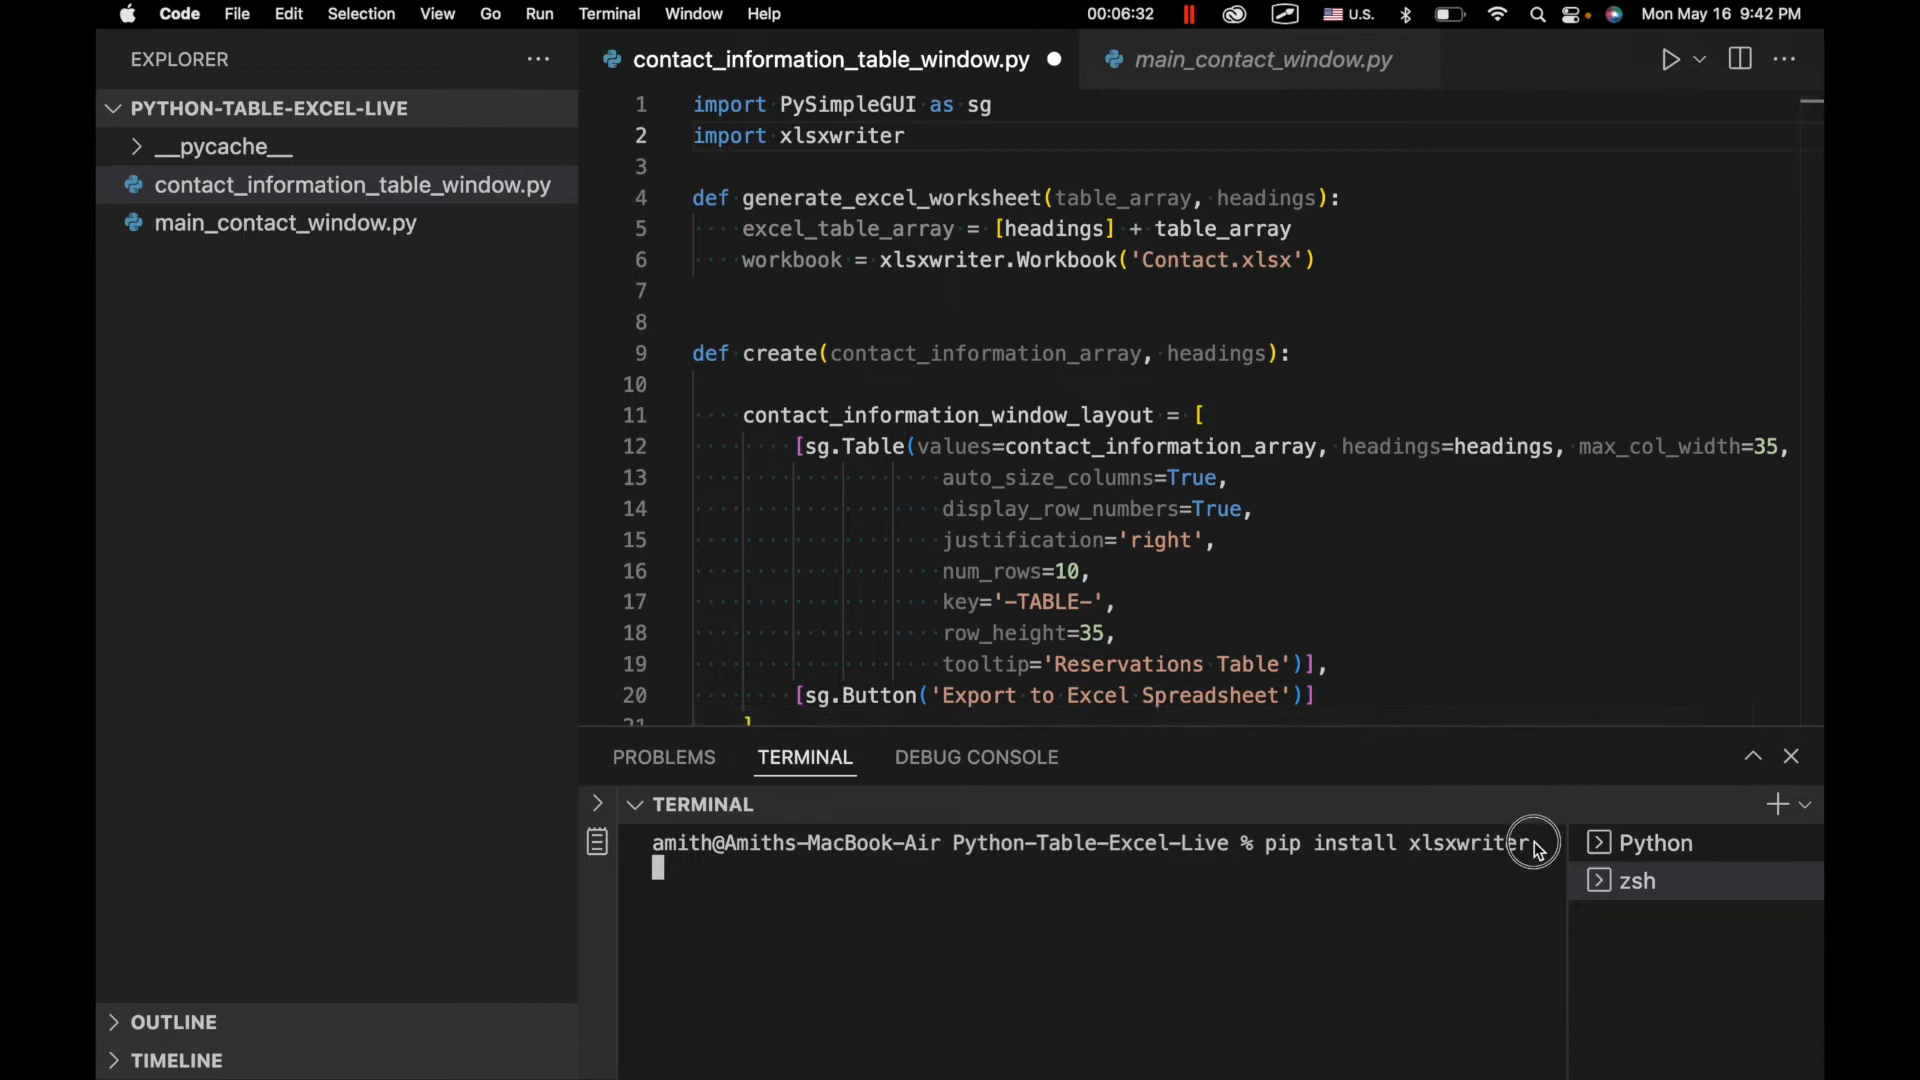 Code File Edit Selection View Go Run Terminal Window Help 00:06:32 U.S. Mon May 16 9:42 PM
EXPLORER
PYTHON-TABLE-EXCEL-LIVE
__pycache__
contact_information_table_window.py
main_contact_window.py
OUTLINE
TIMELINE
contact_information_table_window.py main_contact_window.py
1 import PySimpleGUI as sg
2 import xlsxwriter
3
4 def generate_excel_worksheet(table_array, headings):
5 excel_table_array = [headings] + table_array
6 workbook = xlsxwriter.Workbook('Contact.xlsx')
7
8
9 def create(contact_information_array, headings):
10
11 contact_information_window_layout = [
12 [sg.Table(values=contact_information_array, headings=headings, max_col_width=35,
13 auto_size_columns=True,
14 display_row_numbers=True,
15 justification='right',
16 num_rows=10,
17 key='-TABLE-',
18 row_height=35,
19 tooltip='Reservations Table')],
20 [sg.Button('Export to Excel Spreadsheet')]
21 ]
PROBLEMS TERMINAL DEBUG CONSOLE
TERMINAL
amith@Amiths-MacBook-Air Python-Table-Excel-Live % pip install xlsxwriter
Python
zsh